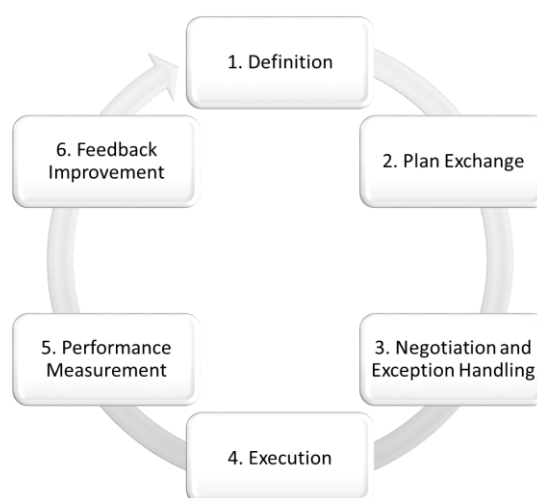 1. Definition
2. Plan Exchange
3. Negotiation and
Exception Handling
4. Execution
5. Performance
Measurement
6. Feedback
Improvement